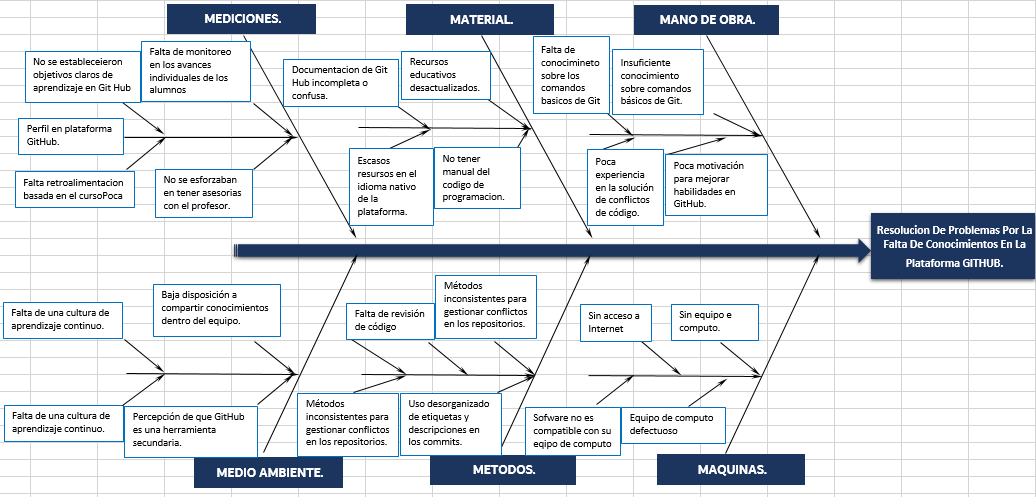 MEDICIONES.
MATERIAL.
MANO DE OBRA.
No se estableceieron
objetivos claros de
aprendizaje en Git Hub
Falta de monitoreo
en los avances
individuales de los
alumnos
Perfil en plataforma
GitHub.
Falta retroalimentacion
basada en el cursoPoca
No se esforzaban
en tener asesorias
con el profesor.
Documentacion de Git
Hub incompleta o
confusa.
Recursos
educativos
desactualizados.
Escasos
resursos en el
idioma nativo
de la
plataforma.
No tener
manual del
codigo de
programacion.
Falta de
conocimineto
sobre los
comandos
basicos de Git
Insuficiente
conocimiento
sobre comandos
básicos de Git.
Poca
experiencia
en la solución
de conflictos
de código.
Poca motivación
para mejorar
habilidades en
GitHub.
Resolucion De Problemas Por La
Falta De Conocimientos En La
Plataforma GITHUB.
Falta de una cultura de
aprendizaje continuo.
Baja disposición a
compartir conocimientos
dentro del equipo.
Falta de una cultura de
aprendizaje continuo.
Percepción de que GitHub
es una herramienta
secundaria.
Falta de revisión
de código
Métodos
inconsistentes para
gestionar conflictos
en los repositorios.
Métodos
inconsistentes para
gestionar conflictos
en los repositorios.
Uso desorganizado
de etiquetas y
descripciones en
los commits.
Sin acceso a
Internet
Sin equipo e
computo.
Sofware no es
compatible con su
eqipo de computo
Equipo de computo
defectuoso
MEDIO AMBIENTE.
METODOS.
MAQUINAS.